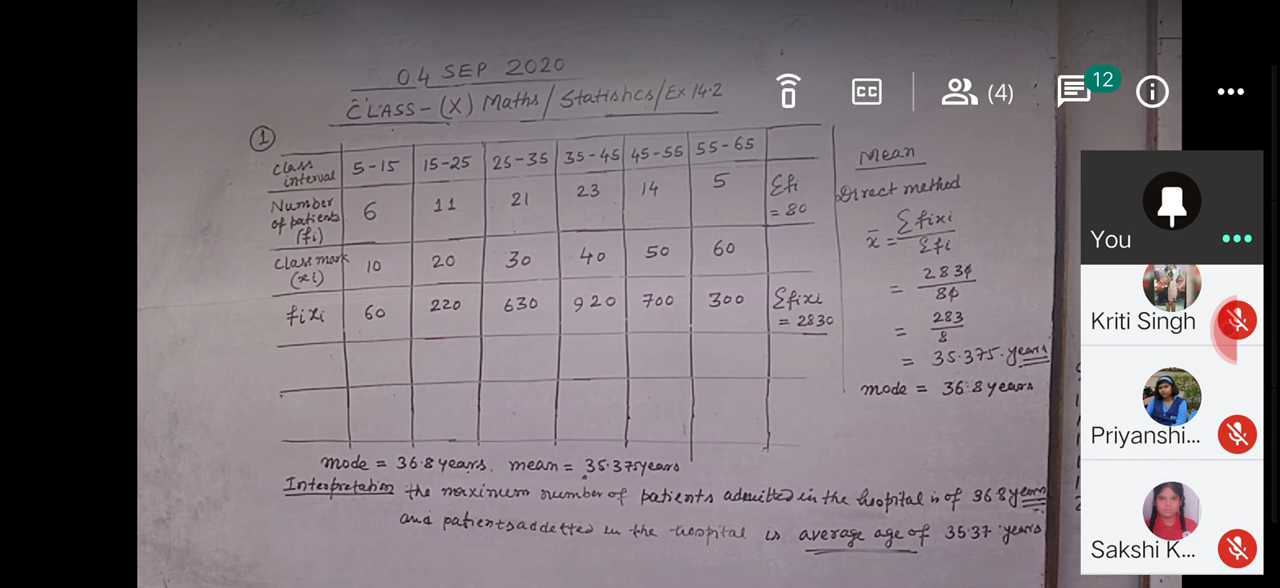 04 SEP 2020
CLASS-(X) Maths/Statistics/Ex 14.2
①
Class interval 5-15 15-25 25-35 35-45 45-55 55-65
Number of patients (fi) 6 11 21 23 14 5 Σfi = 80
Class mark (xi) 10 20 30 40 50 60
fixi 60 220 630 920 700 300 Σfixi = 2830
Mean
Direct method
x̄ = Σfixi / Σfi
= 2830 / 80
= 283 / 8
= 35.375 years
mode = 36.8 years
mode = 36.8 years. mean = 35.375 years
Interpretation the maximum number of patients admitted in the hospital is of 36.8 years
and patients addetted in the hospital is average age of 35.37 years
CC
(4)
12
You
Kriti Singh
Priyanshi...
Sakshi K...